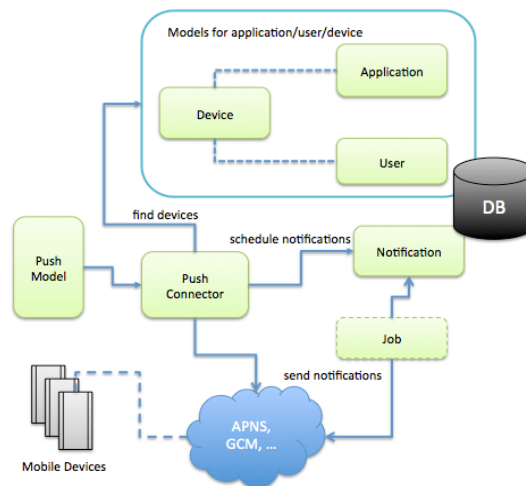 Models for application/user/device
Application
Device
User
DB
find devices
schedule notifications
Push
Model
Push
Connector
Notification
Job
send notifications
APNS,
GCM, ...
Mobile Devices